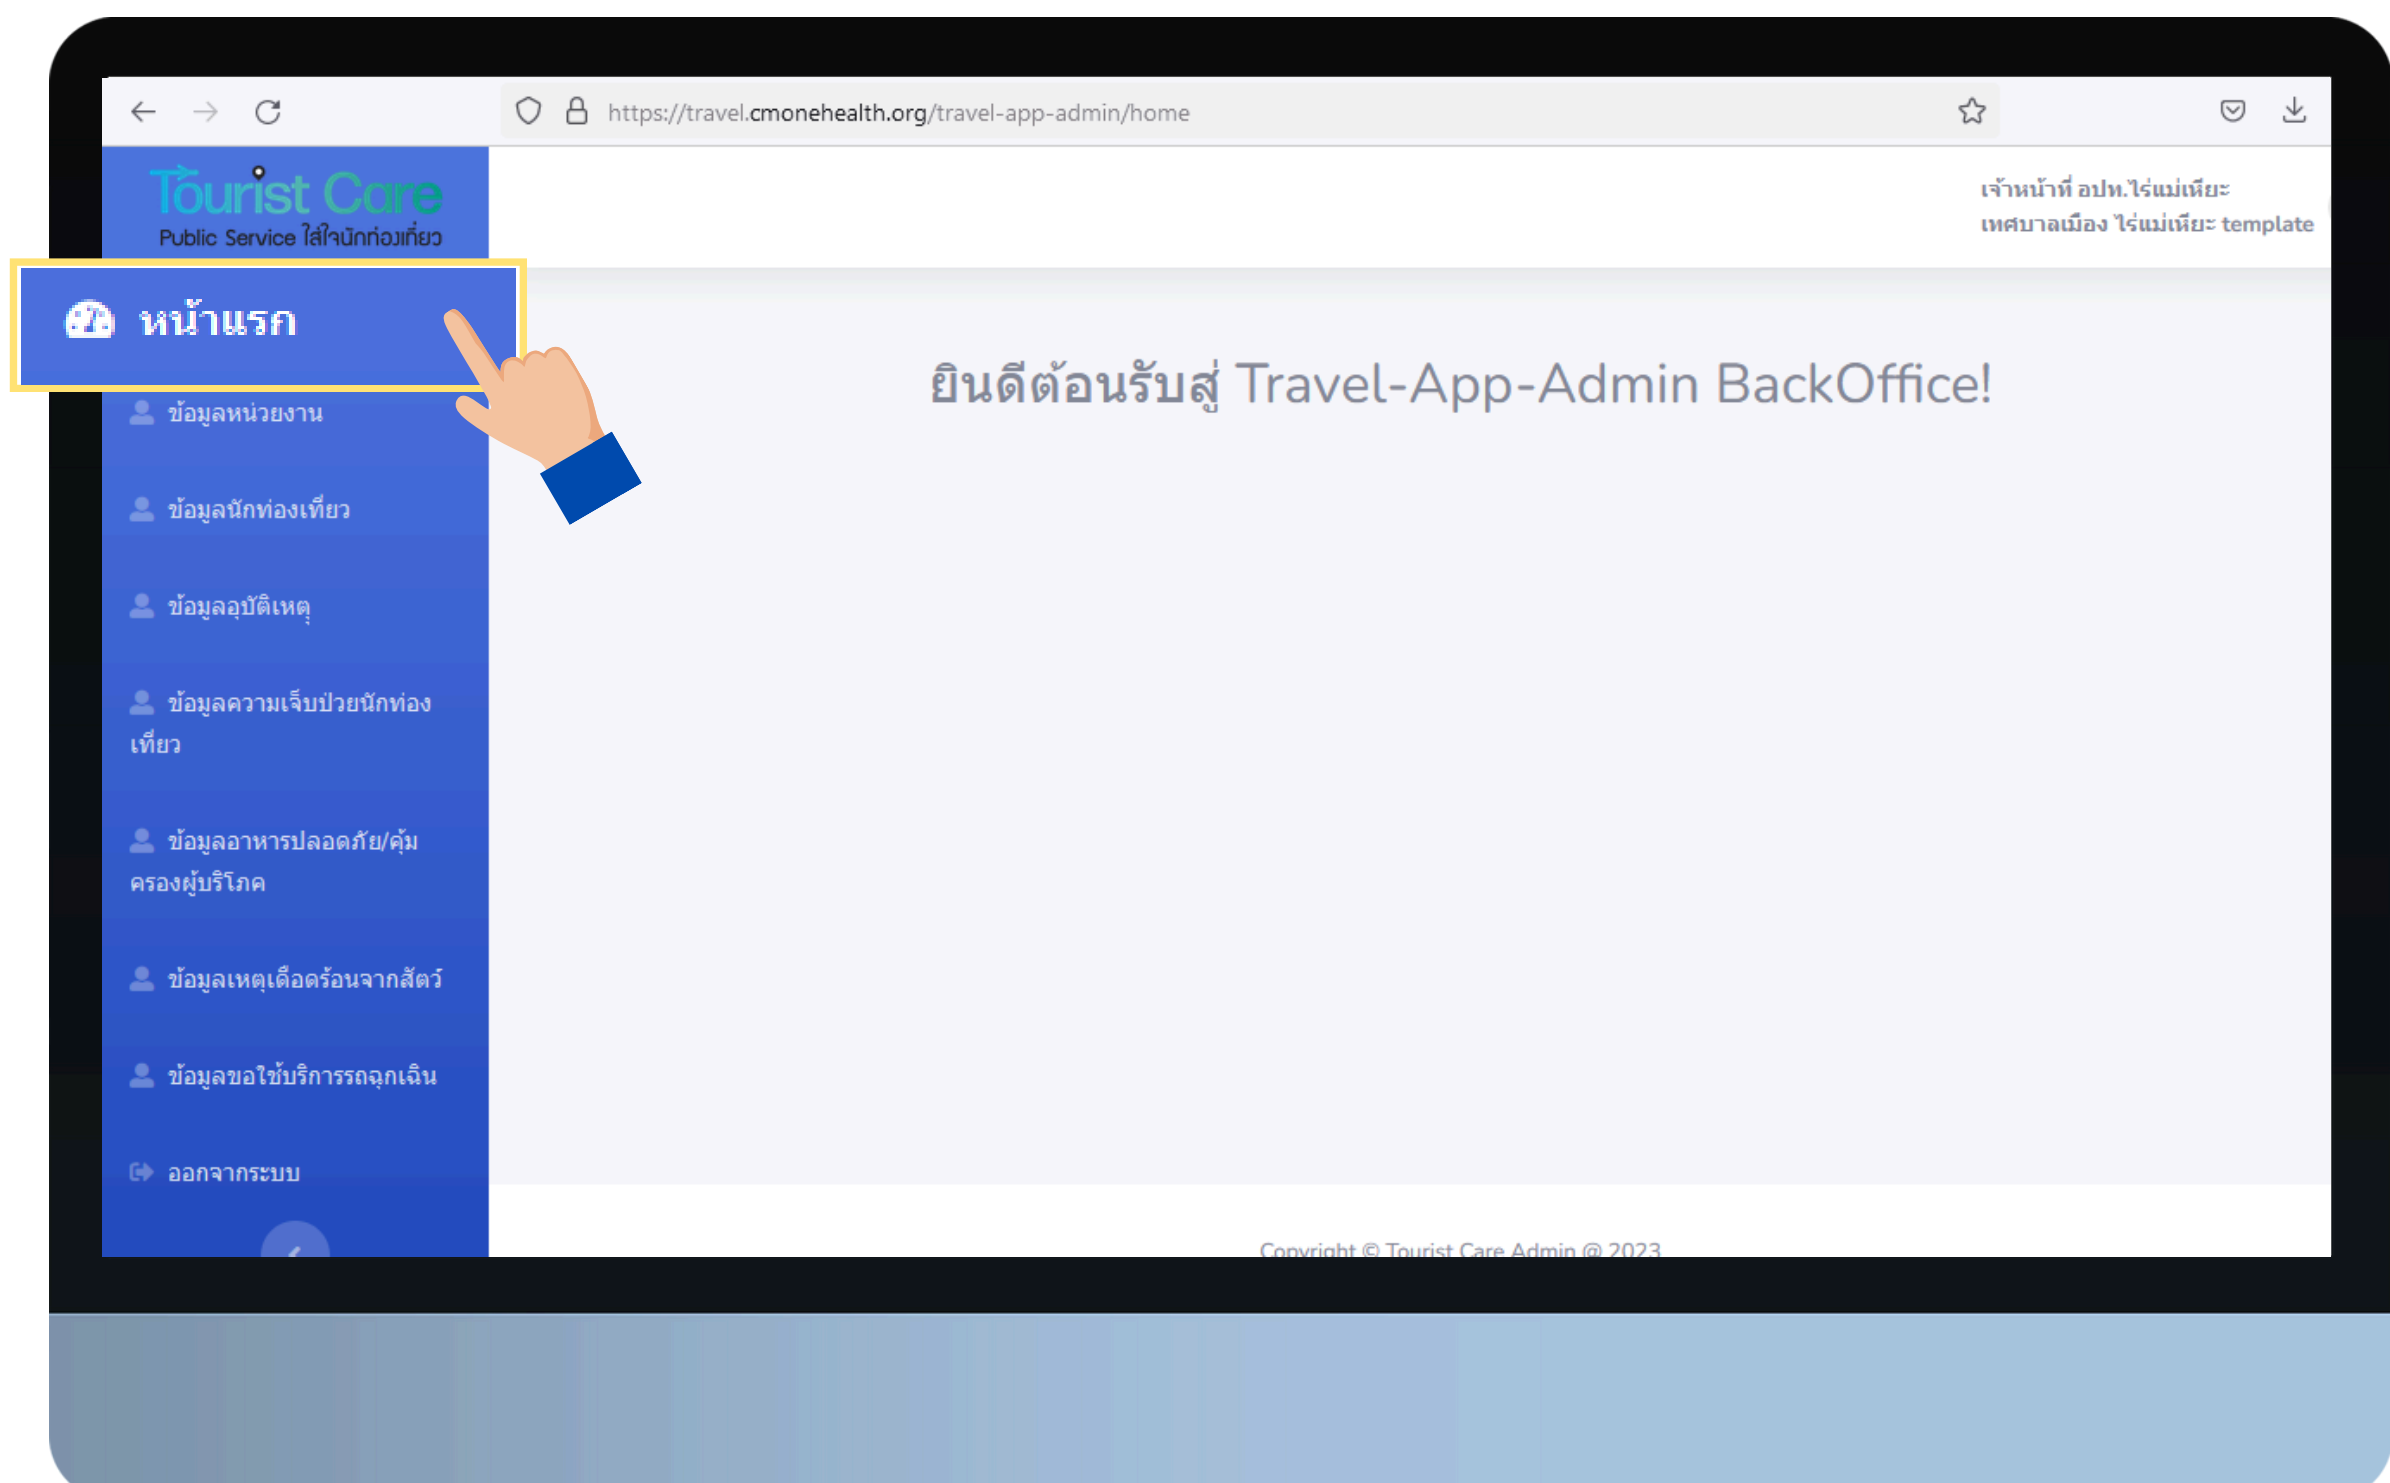 https://travel.cmonehealth.org/travel-app-admin/home
Tourist Care
Public Service ใส่ใจนักท่องเที่ยว
เจ้าหน้าที่ อปท.ไร่แม่เหียะ
เทศบาลเมือง ไร่แม่เหียะ template
หน้าแรก
ยินดีต้อนรับสู่ Travel-App-Admin BackOffice!
ข้อมูลหน่วยงาน
ข้อมูลนักท่องเที่ยว
ข้อมูลอุบัติเหตุ
ข้อมูลความเจ็บป่วยนักท่อง
เที่ยว
ข้อมูลอาหารปลอดภัย/คุ้ม
ครองผู้บริโภค
ข้อมูลเหตุเดือดร้อนจากสัตว์
ข้อมูลขอใช้บริการรถฉุกเฉิน
ออกจากระบบ
Copyright © Tourist Care Admin @ 2023